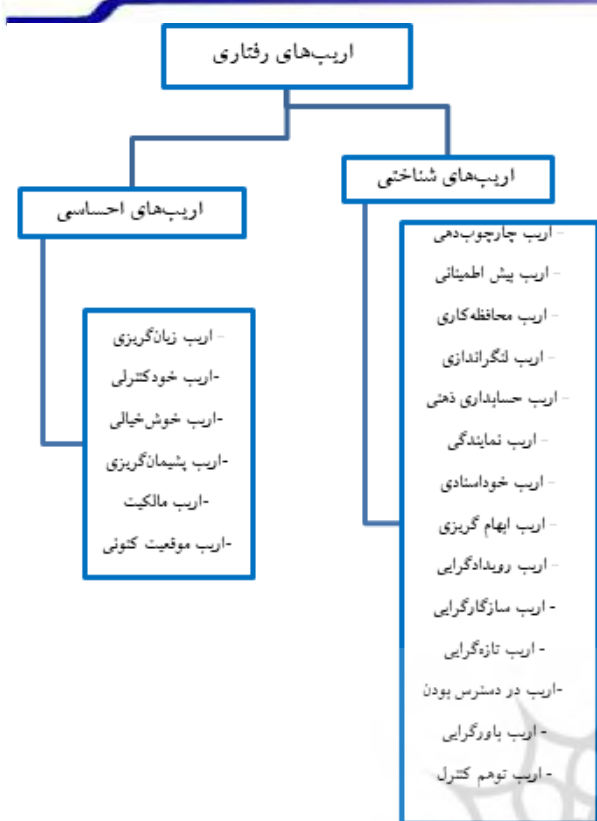 اریب‌های رفتاری
اریب‌های شناختی
- اریب چارچوب‌دهی
- اریب پیش اطمینانی
- اریب محافظه‌کاری
- اریب لنگراندازی
- اریب حسابداری ذهنی
- اریب نمایندگی
- اریب خوداسنادی
- اریب ابهام گریزی
- اریب رویدادگرایی
- اریب سازگارگرایی
- اریب تازه‌گرایی
-اریب در دسترس بودن
- اریب باورگرایی
- اریب توهم کنترل
اریب‌های احساسی
- اریب زیان‌گریزی
-اریب خودکنترلی
-اریب خوش‌خیالی
-اریب پشیمان‌گریزی
-اریب مالکیت
-اریب موقعیت کنونی